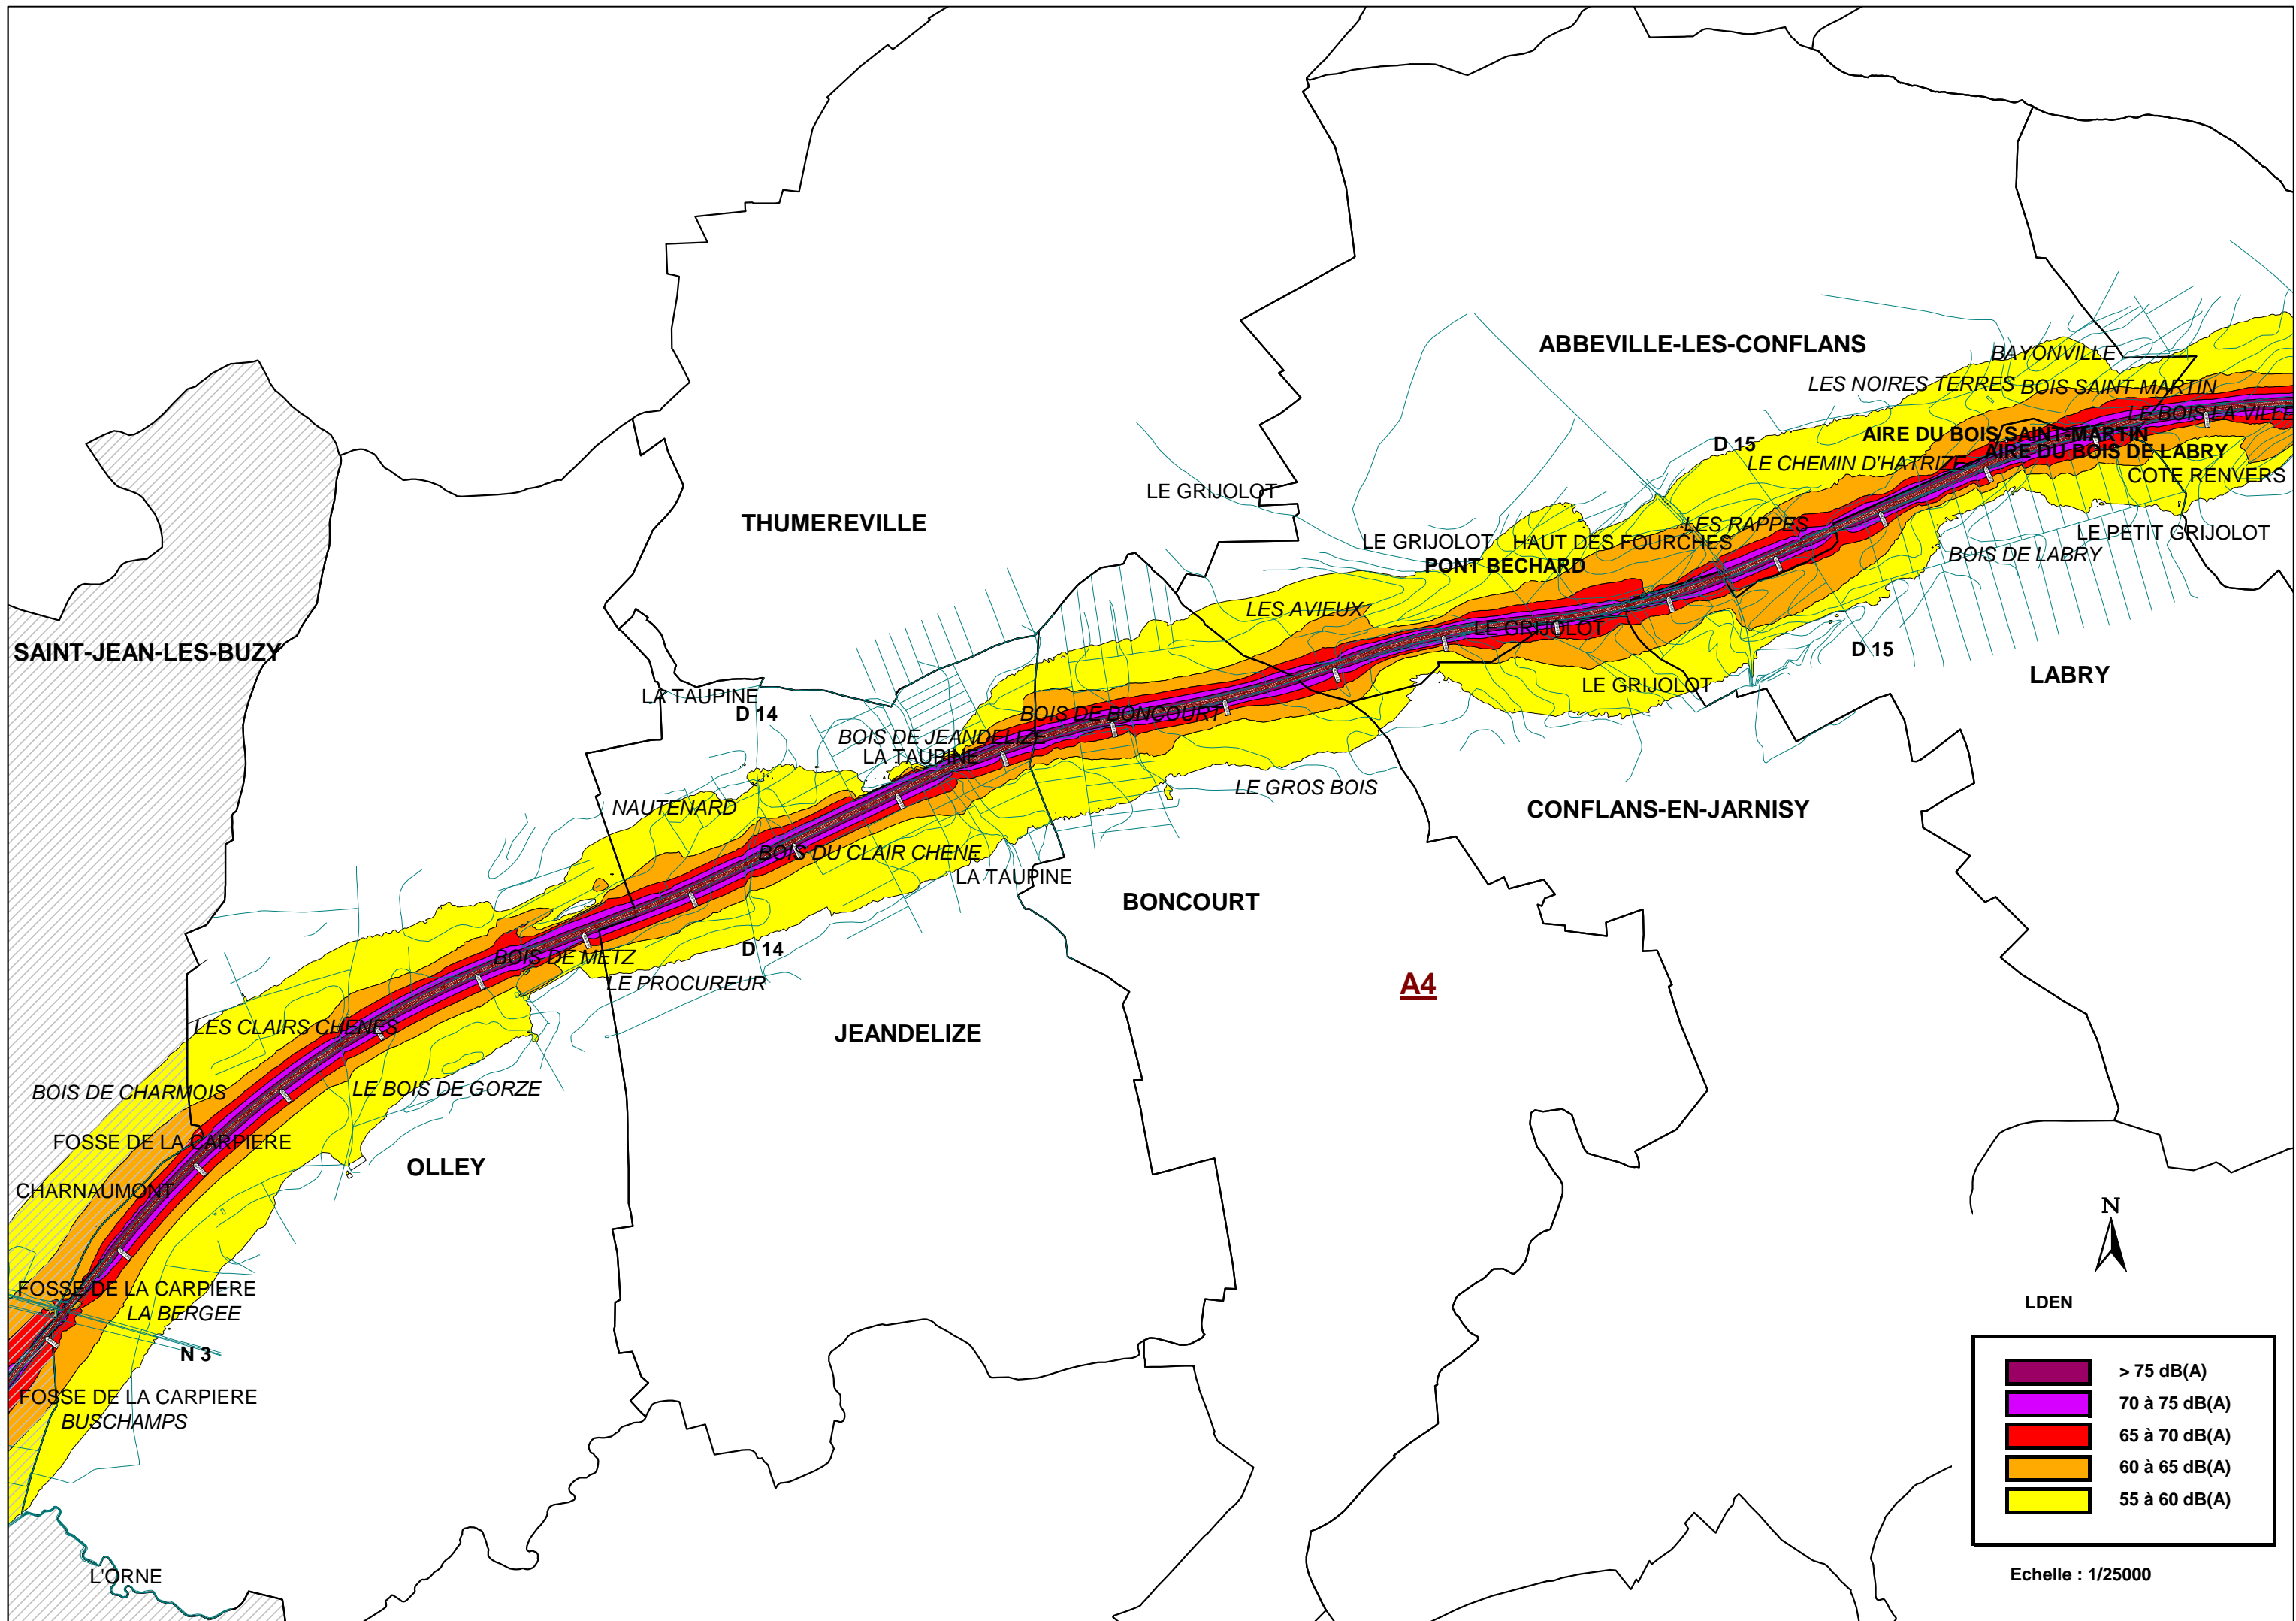 ABBEVILLE-LES-CONFLANS
BAYONVILLE
LES NOIRES TERRES
BOIS SAINT-MARTIN
LE BOIS LA VILLE
AIRE DU BOIS SAINT-MARTIN
D 15
AIRE DU BOIS DE LABRY
LE CHEMIN D'HATRIZE
COTE RENVERS
LE GRIJOLOT
THUMEREVILLE
LES RAPPES
LE PETIT GRIJOLOT
LE GRIJOLOT
HAUT DES FOURCHES
BOIS DE LABRY
PONT BECHARD
LES AVIEUX
LE GRIJOLOT
SAINT-JEAN-LES-BUZY
D 15
LABRY
LE GRIJOLOT
LA TAUPINE
D 14
BOIS DE BONCOURT
BOIS DE JEANDELIZE
LA TAUPINE
LE GROS BOIS
NAUTENARD
CONFLANS-EN-JARNISY
BOIS DU CLAIR CHENE
LA TAUPINE
BONCOURT
D 14
BOIS DE METZ
LE PROCUREUR
A4
LES CLAIRS CHENES
JEANDELIZE
BOIS DE CHARMOIS
LE BOIS DE GORZE
FOSSE DE LA CARPIERE
OLLEY
CHARNAUMONT
N
FOSSE DE LA CARPIERE
LA BERGEE
LDEN
N 3
> 75 dB(A)
FOSSE DE LA CARPIERE
70 à 75 dB(A)
BUSCHAMPS
65 à 70 dB(A)
60 à 65 dB(A)
55 à 60 dB(A)
L'ORNE
Echelle : 1/25000